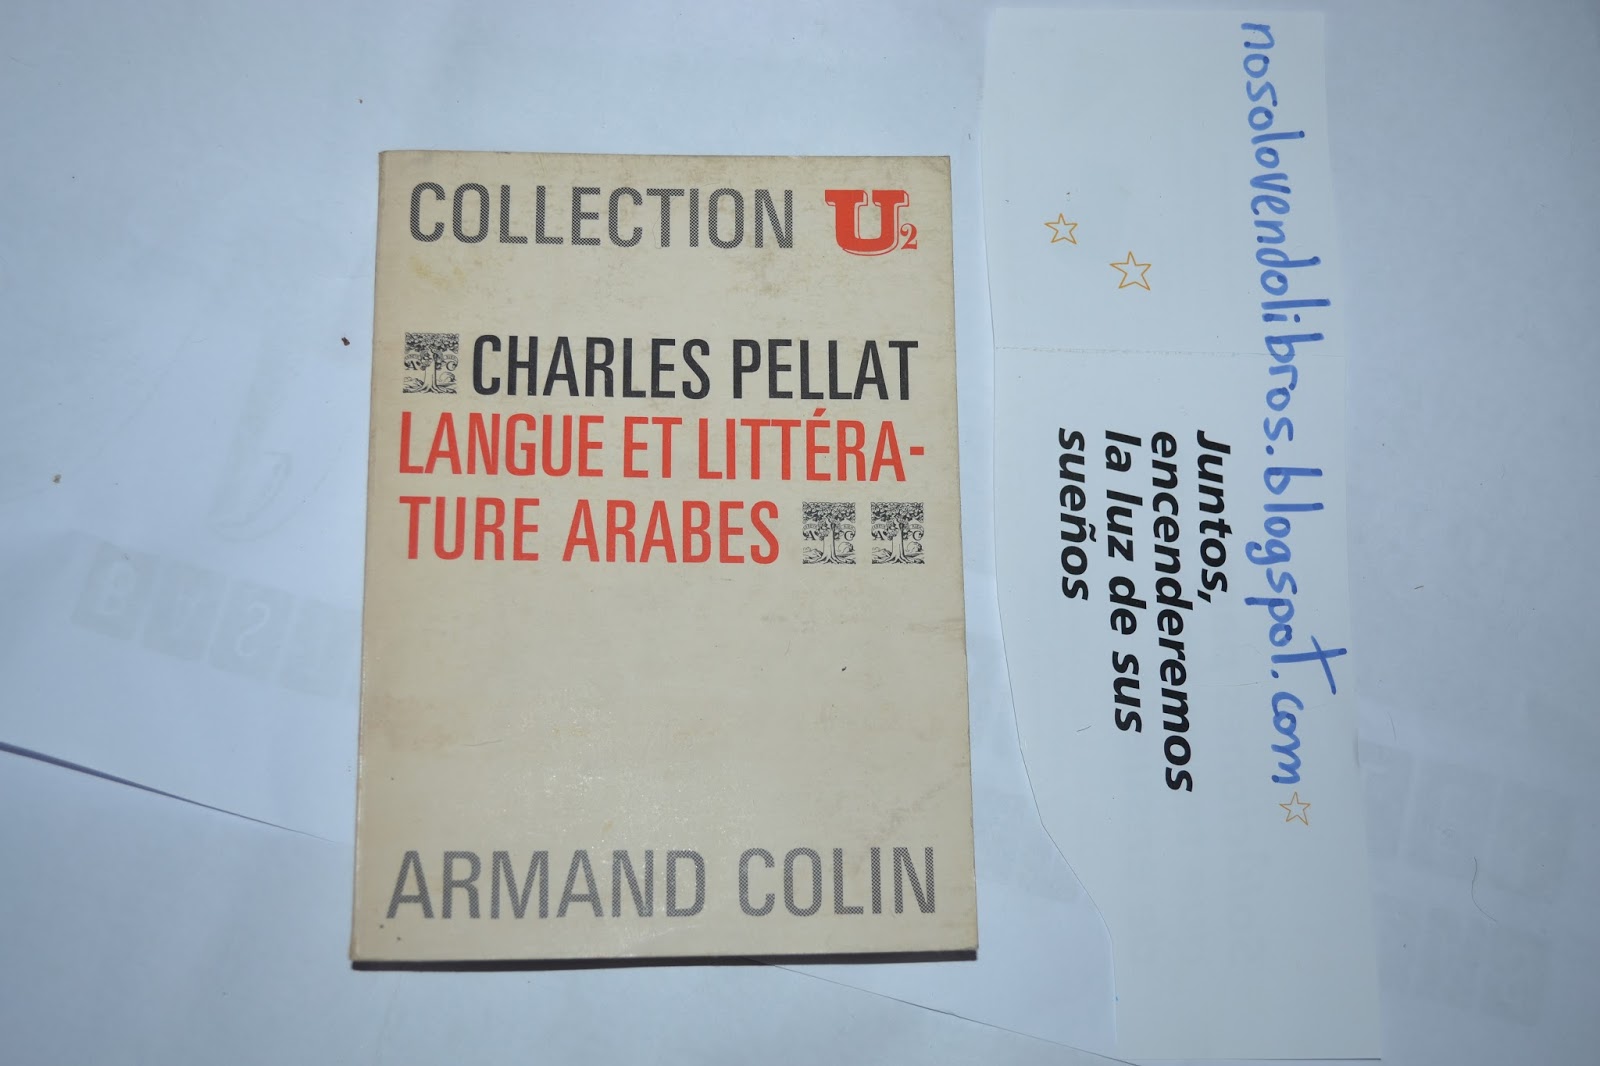 COLLECTION U2
CHARLES PELLAT
LANGUE ET LITTÉRA-
TURE ARABES
ARMAND COLIN
nosolovendolibros.blogspot.com
Juntos,
encenderemos
la luz de sus
sueños